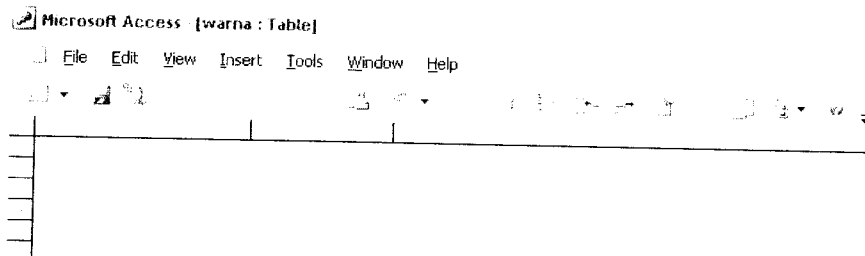 Microsoft Access - [warna : Table]
File Edit View Insert Tools Window Help